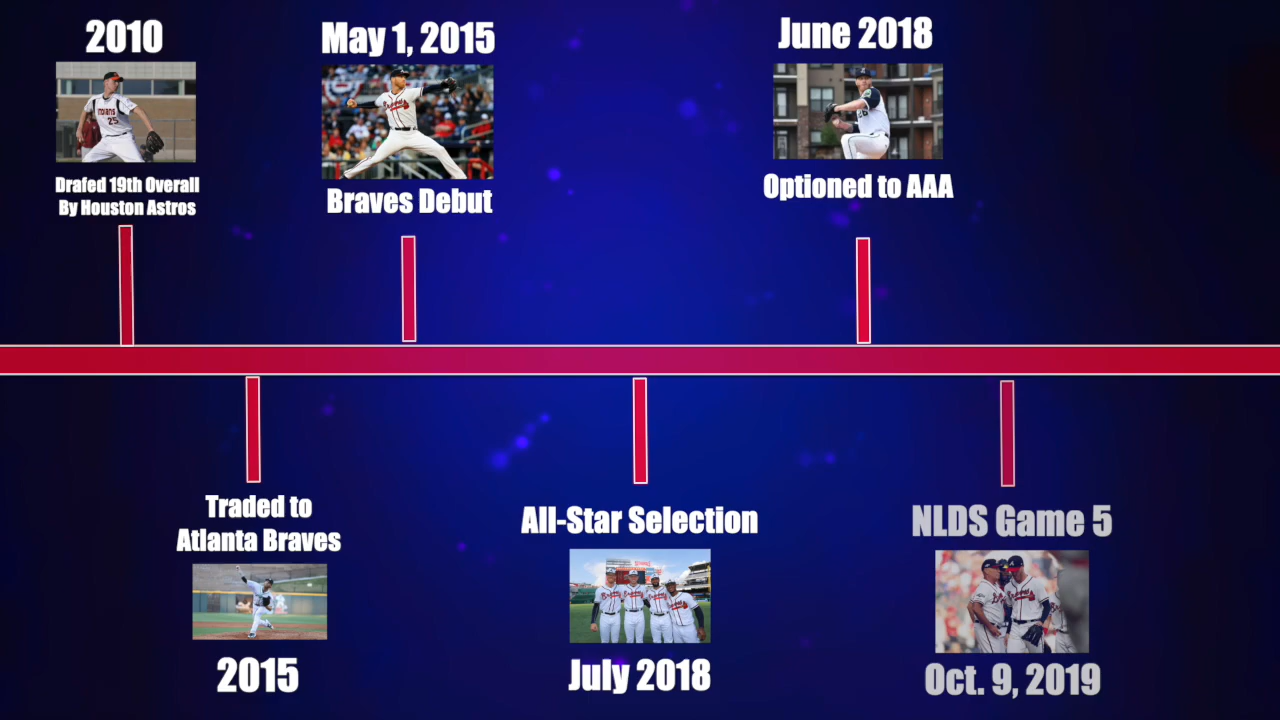 2010
Drafed 19th Overall
By Houston Astros
May 1, 2015
Braves Debut
June 2018
Optioned to AAA
Traded to
Atlanta Braves
2015
All-Star Selection
July 2018
NLDS Game 5
Oct. 9, 2019